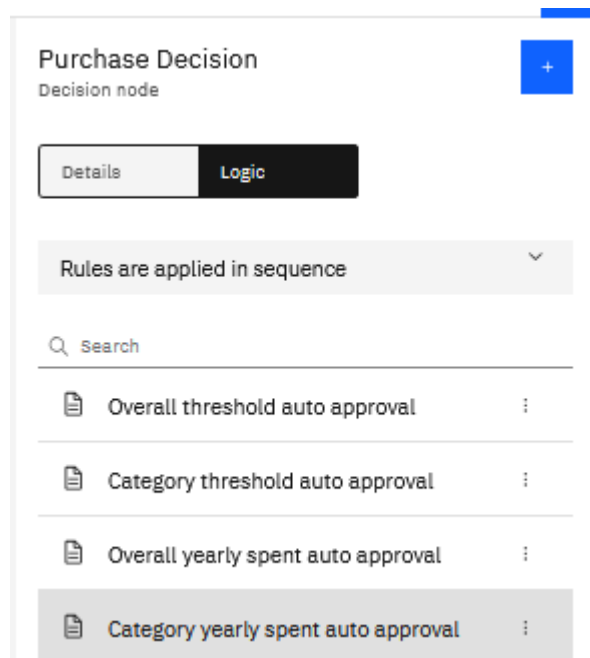 Purchase Decision
Decision node
+
Details
Logic
Rules are applied in sequence
Search
Overall threshold auto approval
Category threshold auto approval
Overall yearly spent auto approval
Category yearly spent auto approval